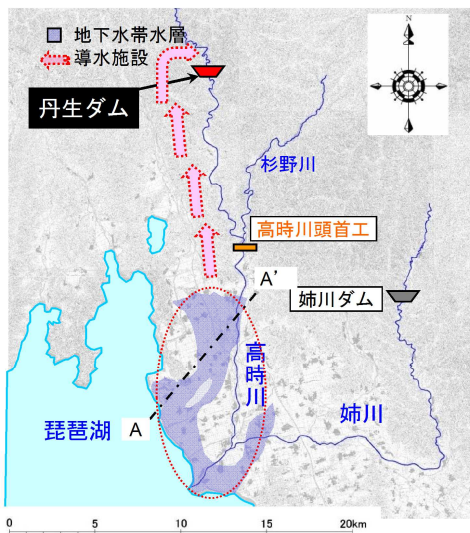 地下水帯水層
導水施設
N
丹生ダム
杉野川
高時川頭首工
A’
姉川ダム
高時川
姉川
琵琶湖
A
0 5 10 15 20km